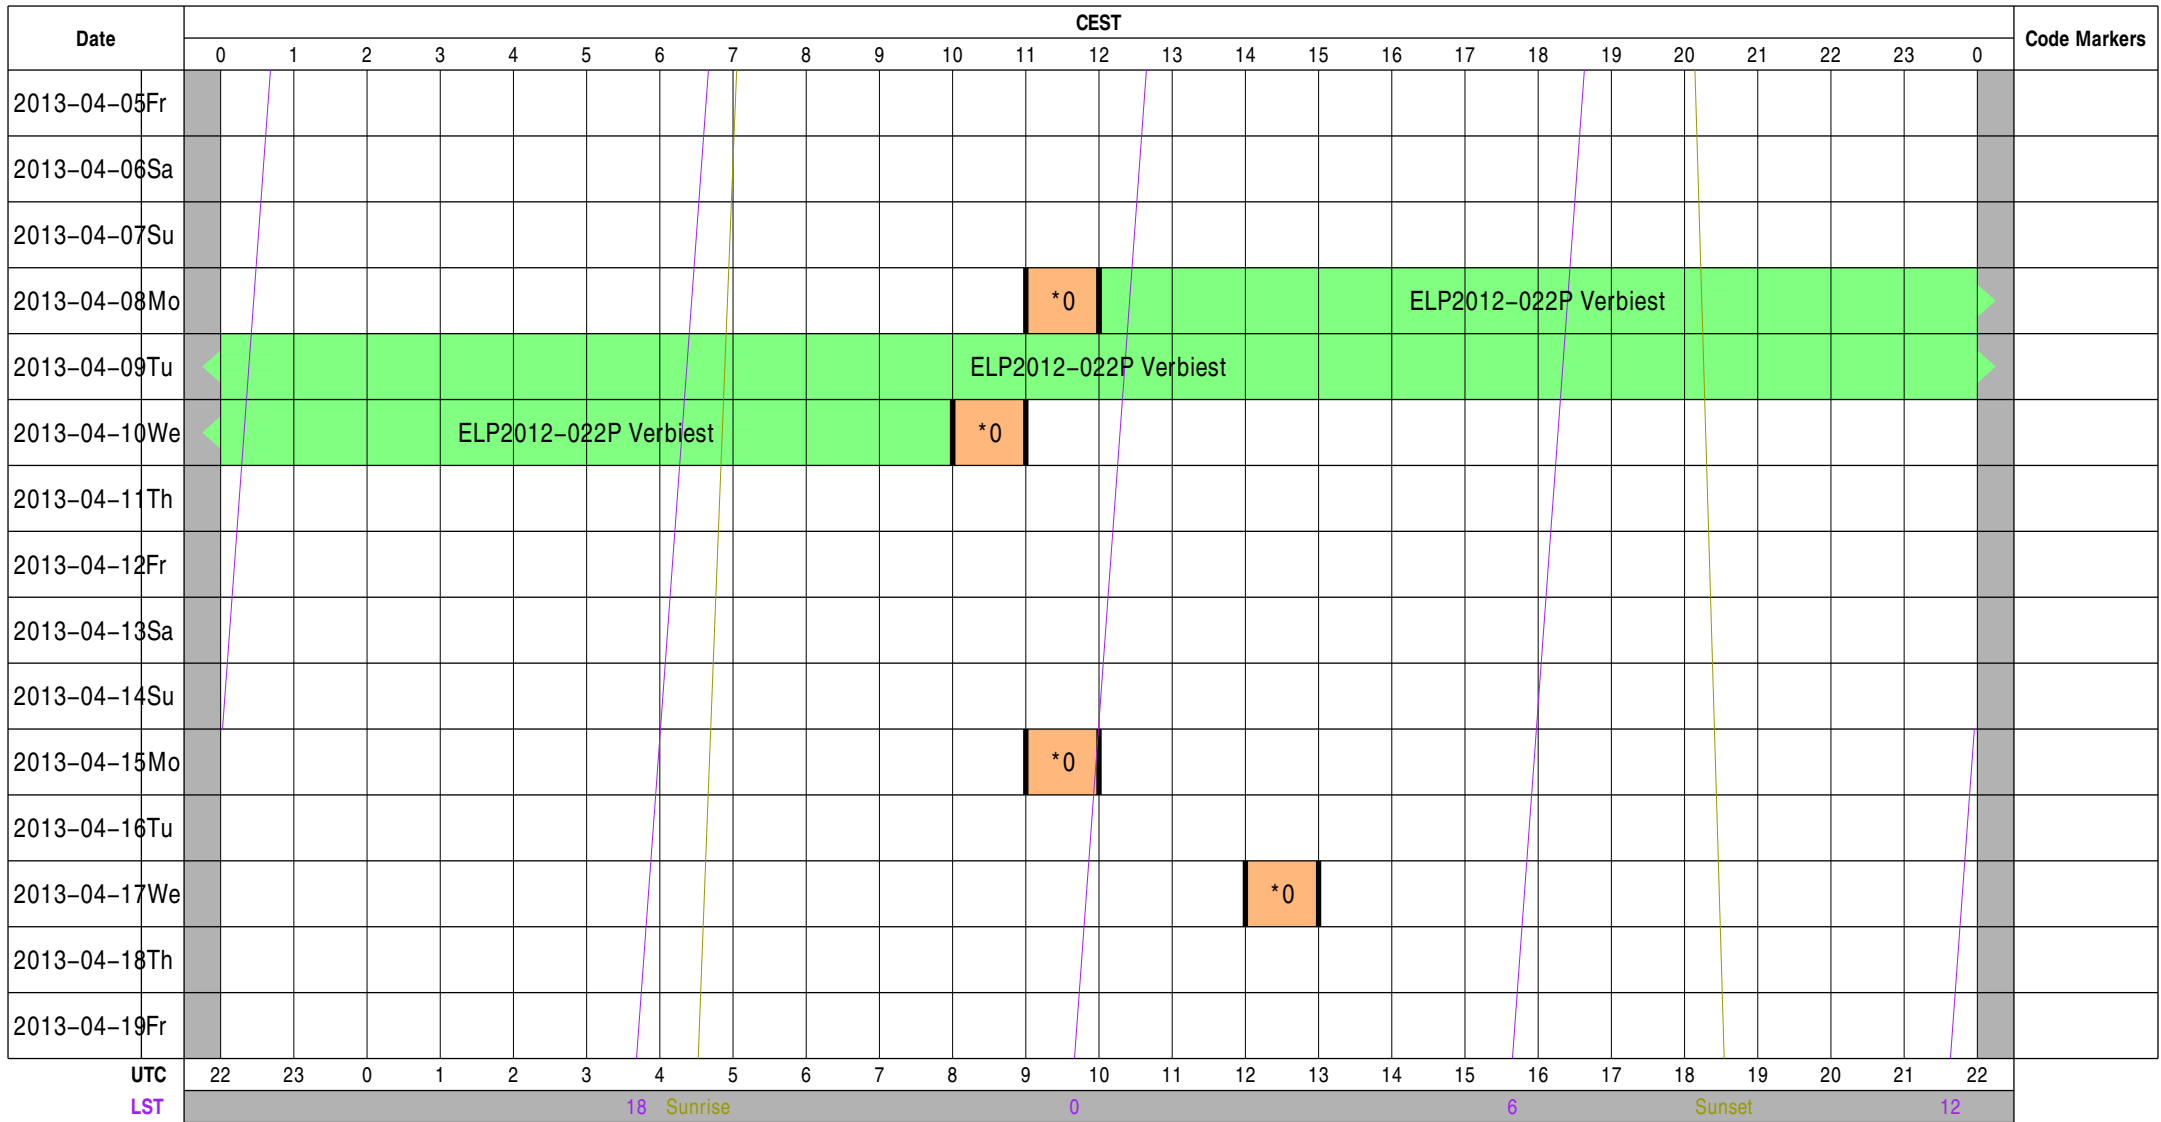 Date CEST Code Markers
0 1 2 3 4 5 6 7 8 9 10 11 12 13 14 15 16 17 18 19 20 21 22 23 0
2013-04-05Fr
2013-04-06Sa
2013-04-07Su
2013-04-08Mo *0 ELP2012-022P Verbiest
2013-04-09Tu ELP2012-022P Verbiest
2013-04-10We ELP2012-022P Verbiest *0
2013-04-11Th
2013-04-12Fr
2013-04-13Sa
2013-04-14Su
2013-04-15Mo *0
2013-04-16Tu
2013-04-17We *0
2013-04-18Th
2013-04-19Fr
UTC 22 23 0 1 2 3 4 5 6 7 8 9 10 11 12 13 14 15 16 17 18 19 20 21 22
LST 18 Sunrise 0 6 Sunset 12